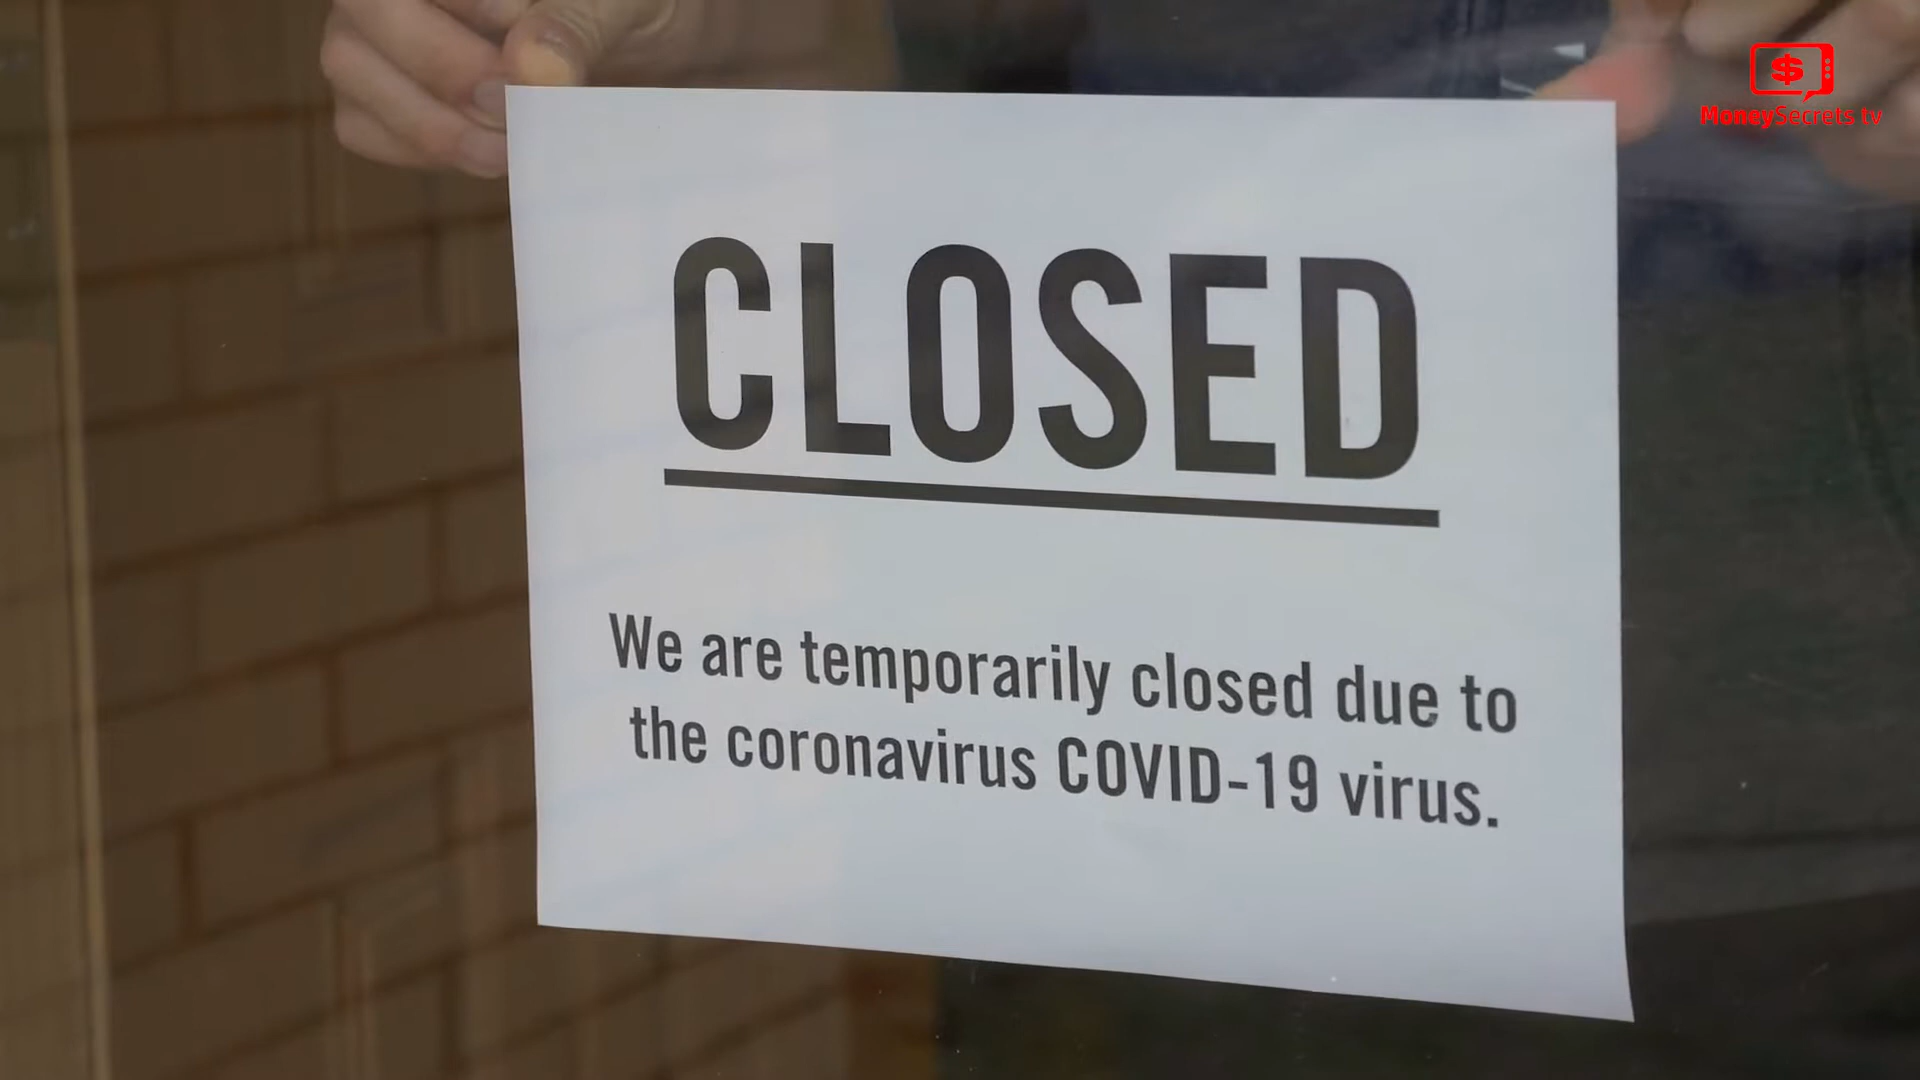 MoneySecrets tv
CLOSED
We are temporarily closed due to
the coronavirus COVID-19 virus.